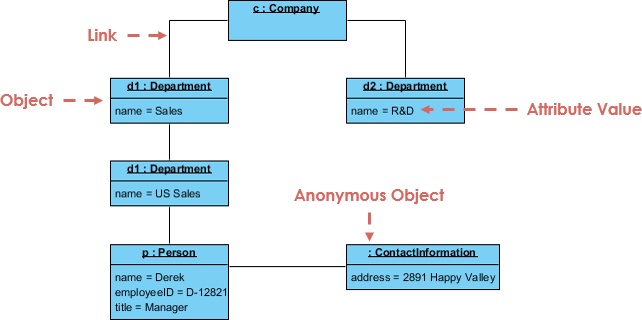 c : Company
Link
d1 : Department
d2 : Department
Object
name = Sales
name = R&D
Attribute Value
d1 : Department
name = US Sales
Anonymous Object
p : Person
: ContactInformation
name = Derek
employeeID = D-12821
title = Manager
address = 2891 Happy Valley